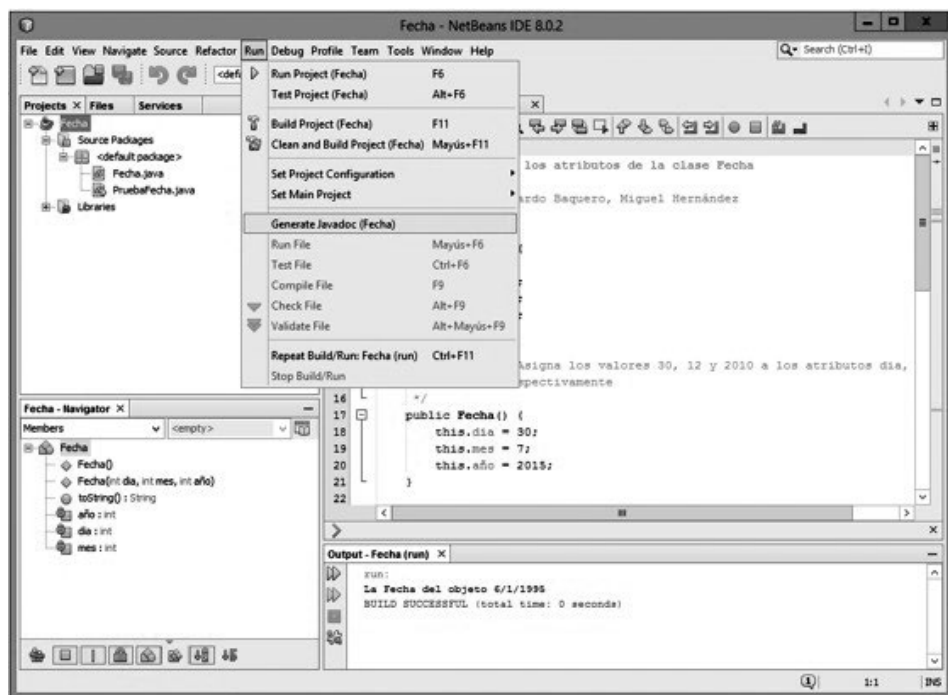 Fecha - NetBeans IDE 8.0.2
File Edit View Navigate Source Refactor Run Debug Profile Team Tools Window Help
Search (Ctrl+I)
<defa
Run Project (Fecha) F6
Test Project (Fecha) Alt+F6
Build Project (Fecha) F11
Clean and Build Project (Fecha) Mayús+F11
Set Project Configuration
Set Main Project
Generate Javadoc (Fecha)
Run File Mayús+F6
Test File Ctrl+F6
Compile File F9
Check File Alt+F9
Validate File Alt+Mayús+F9
Repeat Build/Run: Fecha (run) Ctrl+F11
Stop Build/Run
Projects Files Services
Fecha
Source Packages
<default package>
Fecha.java
PruebaFecha.java
Libraries
los atributos de la clase Fecha
ardo Baquero, Miguel Hernández
Asigna los valores 30, 12 y 2010 a los atributos dia,
spectivamente
16 */
17 public Fecha() {
18 this.dia = 30;
19 this.mes = 7;
20 this.año = 2015;
21 }
22
Fecha - Navigator
Members <empty>
Fecha
Fecha()
Fecha(int dia, int mes, int año)
toString() : String
año : int
dia : int
mes : int
Output - Fecha (run)
run:
La Fecha del objeto 6/1/1995
BUILD SUCCESSFUL (total time: 0 seconds)
1 1:1 INS